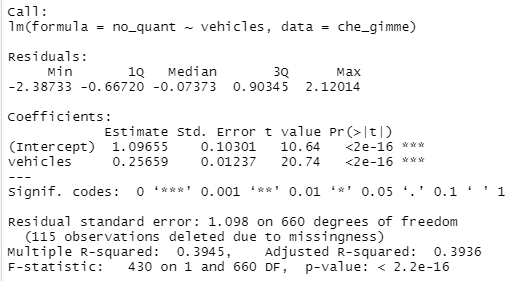 Call:
lm(formula = no_quant ~ vehicles, data = che_gimme)
Residuals:
     Min       1Q   Median       3Q      Max
-2.38733 -0.66720 -0.07373  0.90345  2.12014
Coefficients:
            Estimate Std. Error t value Pr(>|t|)
(Intercept)  1.09655    0.10301   10.64   <2e-16 ***
vehicles     0.25659    0.01237   20.74   <2e-16 ***
---
Signif. codes:  0 ‘***’ 0.001 ‘**’ 0.01 ‘*’ 0.05 ‘.’ 0.1 ‘ ’ 1
Residual standard error: 1.098 on 660 degrees of freedom
  (115 observations deleted due to missingness)
Multiple R-squared:  0.3945,    Adjusted R-squared:  0.3936
F-statistic:   430 on 1 and 660 DF,  p-value: < 2.2e-16